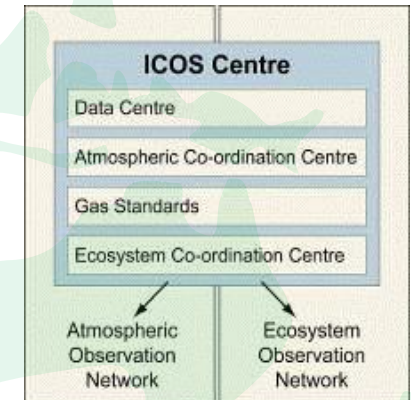 ICOS Centre
Data Centre
Atmospheric Co-ordination Centre
Gas Standards
Ecosystem Co-ordination Centre
Atmospheric
Observation
Network
Ecosystem
Observation
Network